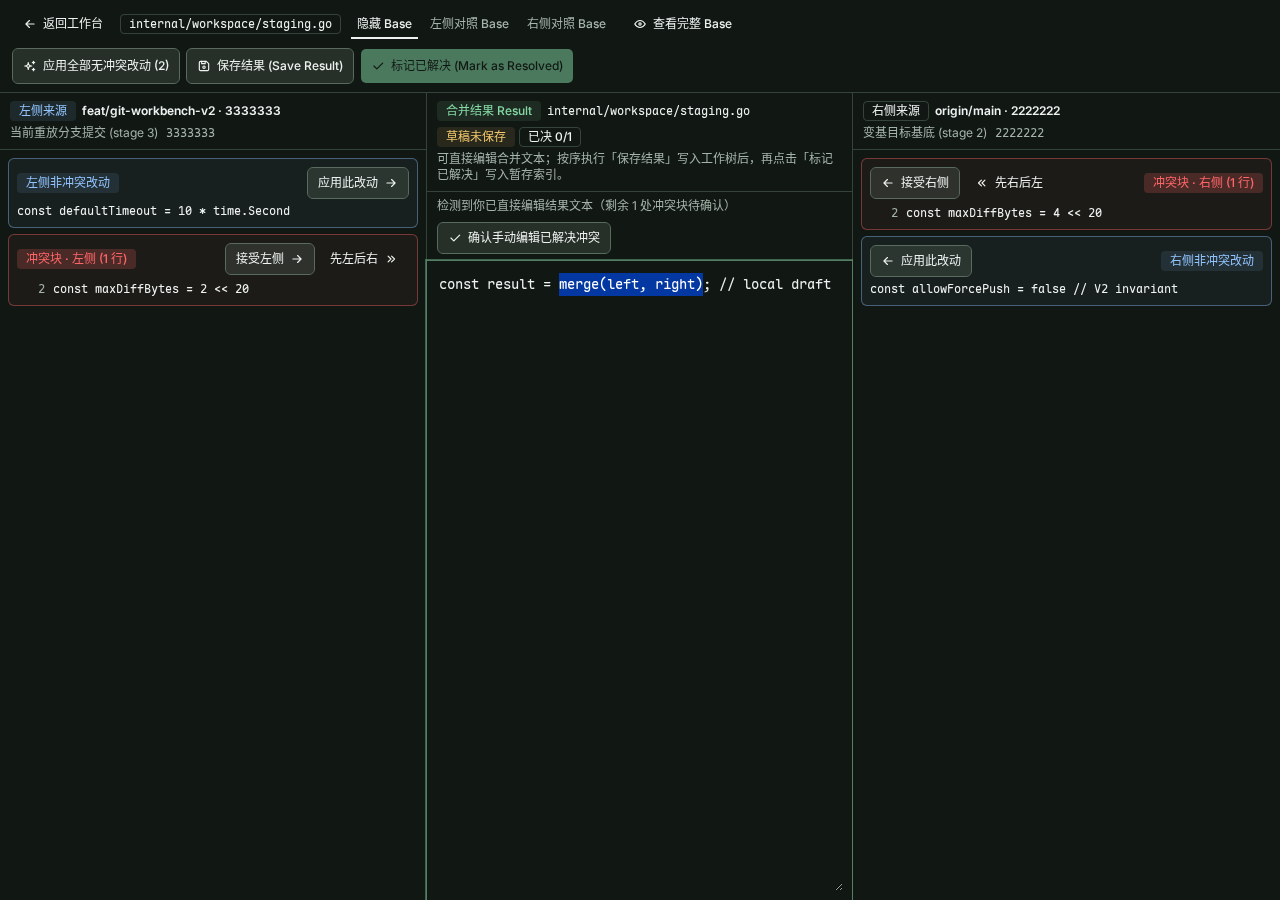 返回工作台 internal/workspace/staging.go 隐藏 Base 左侧对照 Base 右侧对照 Base 查看完整 Base
应用全部无冲突改动 (2) 保存结果 (Save Result) 标记已解决 (Mark as Resolved)
左侧来源 feat/git-workbench-v2 · 3333333
当前重放分支提交 (stage 3) 3333333
左侧非冲突改动 应用此改动
const defaultTimeout = 10 * time.Second
冲突块 · 左侧 (1 行) 接受左侧 先左后右
2 const maxDiffBytes = 2 << 20
合并结果 Result internal/workspace/staging.go
草稿未保存 已决 0/1
可直接编辑合并文本；按序执行「保存结果」写入工作树后，再点击「标记
已解决」写入暂存索引。
检测到你已直接编辑结果文本（剩余 1 处冲突块待确认）
确认手动编辑已解决冲突
const result = merge(left, right); // local draft
右侧来源 origin/main · 2222222
变基目标基底 (stage 2) 2222222
接受右侧 先右后左 冲突块 · 右侧 (1 行)
2 const maxDiffBytes = 4 << 20
应用此改动 右侧非冲突改动
const allowForcePush = false // V2 invariant